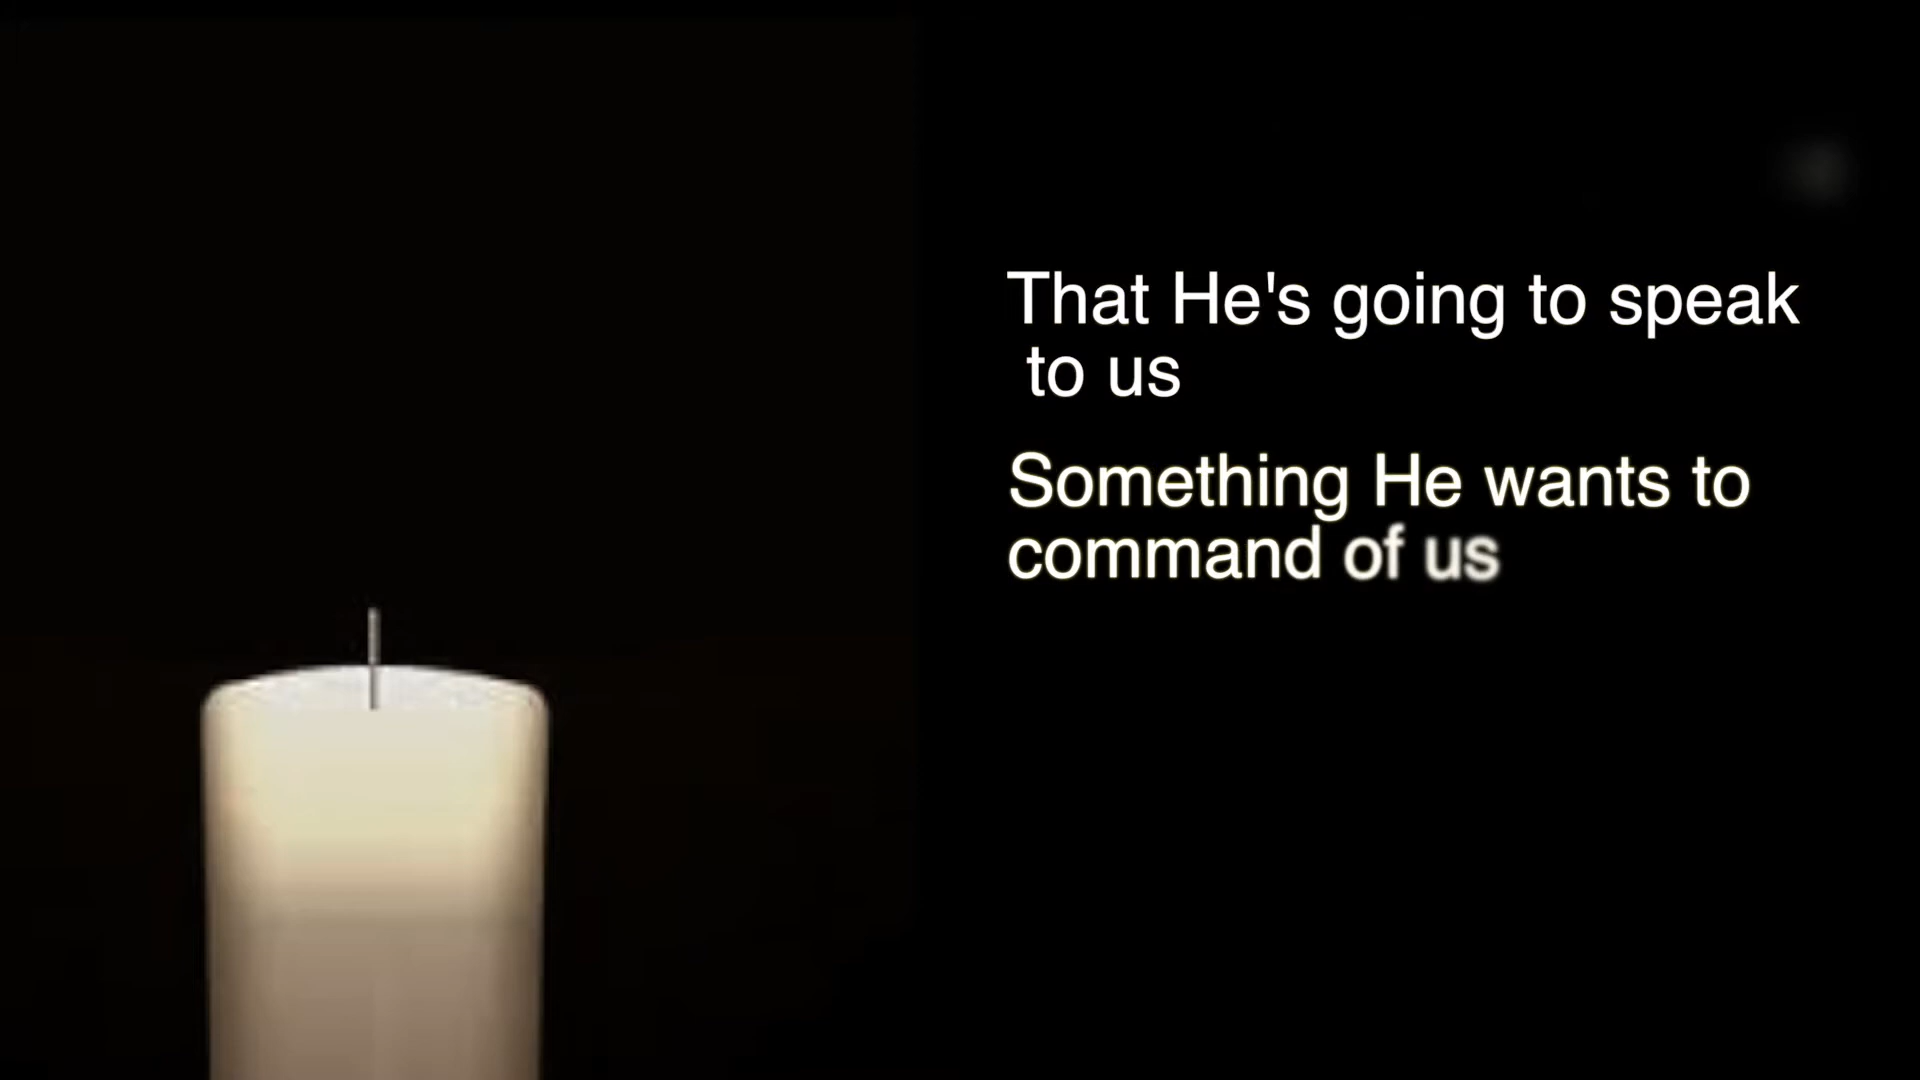 That He's going to speak
to us
Something He wants to
command of us